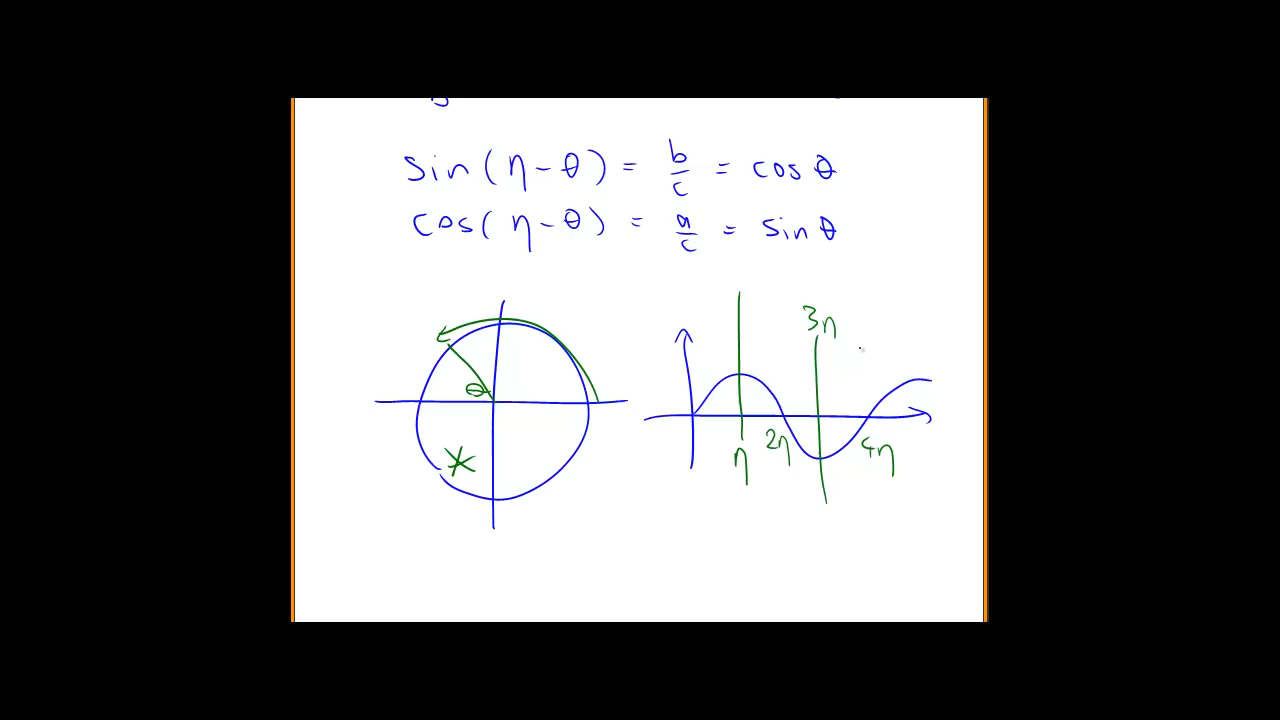 sin(η-θ) = b/c = cos θ
cos(η-θ) = a/c = sin θ
3η
θ
2η
η
4η